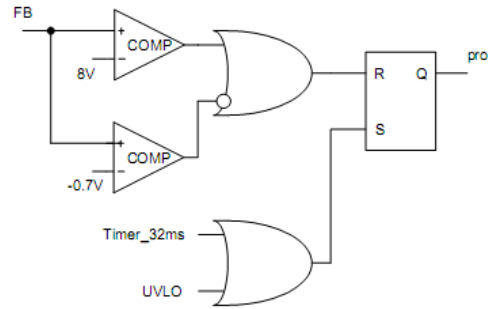 FB
+
COMP
-
8V
pro
R Q
S
+
COMP
-
-0.7V
Timer_32ms
UVLO